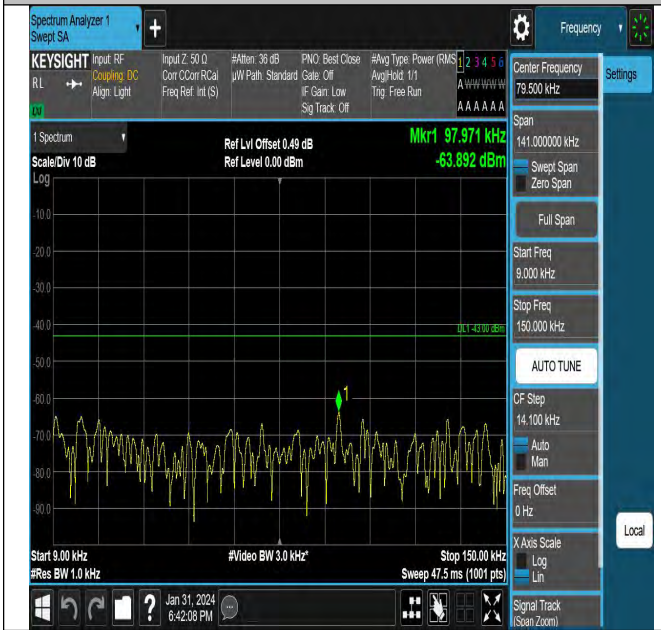 Spectrum Analyzer 1
Swept SA
+
Frequency
KEYSIGHT
RL
Input: RF
Coupling: DC
Align: Light
Input Z: 50 Ω
Corr CCorr RCal
Freq Ref: Int (S)
#Atten: 36 dB
µW Path: Standard
PNO: Best Close
Gate: Off
IF Gain: Low
Sig Track: Off
#Avg Type: Power (RMS
Avg|Hold: 1/1
Trig: Free Run
1 2 3 4 5 6
A W W W W W
A A A A A A
1 Spectrum
Scale/Div 10 dB
Log
Ref Lvl Offset 0.49 dB
Ref Level 0.00 dBm
Mkr1 97.971 kHz
-63.892 dBm
-10.0
-20.0
-30.0
-40.0
DL1 -43.00 dBm
-50.0
-60.0
1
-70.0
-80.0
-90.0
Start 9.00 kHz
#Res BW 1.0 kHz
#Video BW 3.0 kHz*
Stop 150.00 kHz
Sweep 47.5 ms (1001 pts)
?
Jan 31, 2024
6:42:08 PM
Center Frequency
79.500 kHz
Settings
Span
141.000000 kHz
Swept Span
Zero Span
Full Span
Start Freq
9.000 kHz
Stop Freq
150.000 kHz
AUTO TUNE
CF Step
14.100 kHz
Auto
Man
Freq Offset
0 Hz
Local
X Axis Scale
Log
Lin
Signal Track
(Span Zoom)